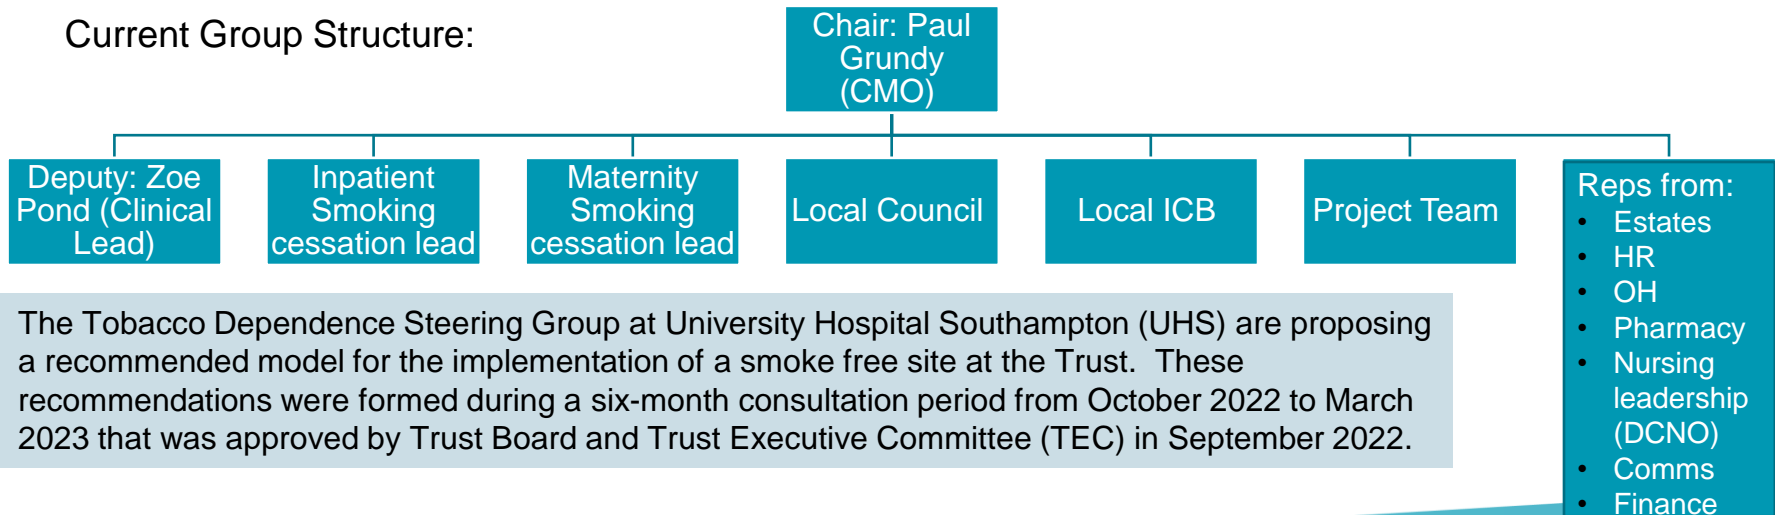 Current Group Structure:
Chair: Paul
Grundy
(CMO)
Deputy: Zoe
Pond (Clinical
Lead)
Inpatient
Smoking
cessation lead
Maternity
Smoking
cessation lead
Local Council
Local ICB
Project Team
Reps from:
• Estates
• HR
• OH
• Pharmacy
• Nursing
leadership
(DCNO)
• Comms
• Finance
The Tobacco Dependence Steering Group at University Hospital Southampton (UHS) are proposing
a recommended model for the implementation of a smoke free site at the Trust.  These
recommendations were formed during a six-month consultation period from October 2022 to March
2023 that was approved by Trust Board and Trust Executive Committee (TEC) in September 2022.